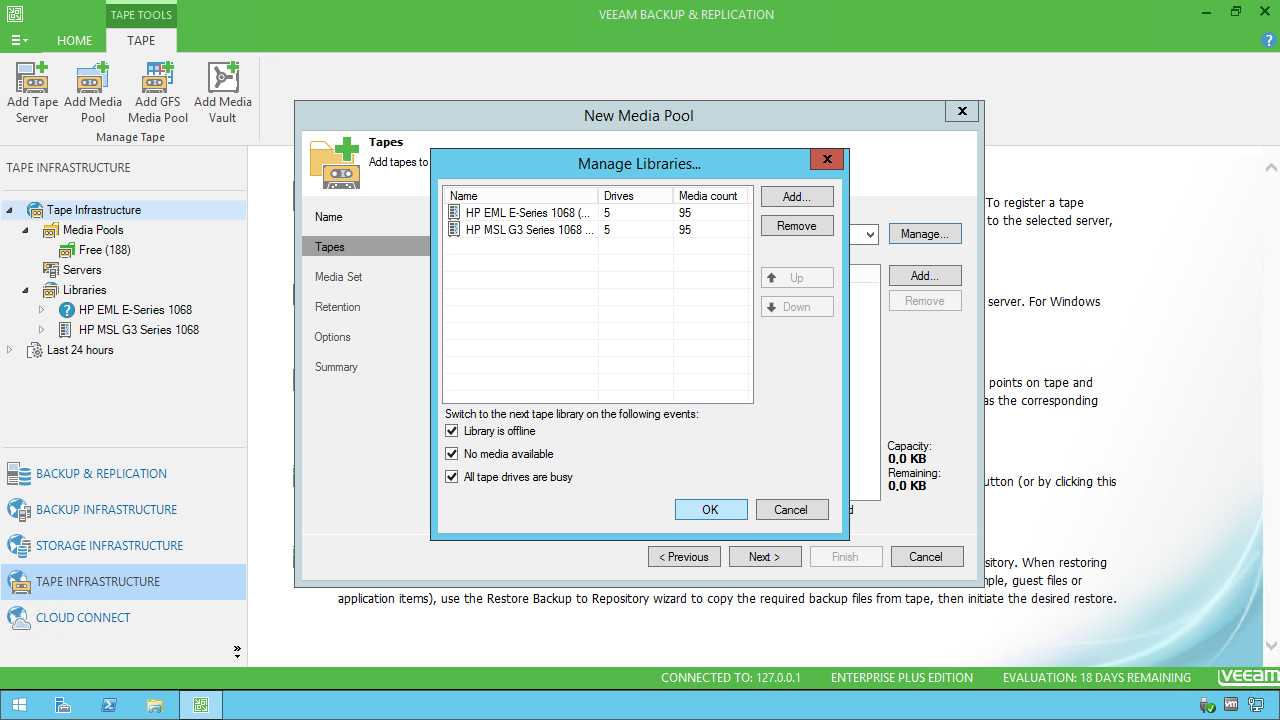 TAPE TOOLS
VEEAM BACKUP & REPLICATION
HOME
TAPE
Add Tape Server
Add Media Pool
Add GFS Media Pool
Add Media Vault
Manage Tape
TAPE INFRASTRUCTURE
Tape Infrastructure
Media Pools
Free (188)
Servers
Libraries
HP EML E-Series 1068
HP MSL G3 Series 1068
Last 24 hours
BACKUP & REPLICATION
BACKUP INFRASTRUCTURE
STORAGE INFRASTRUCTURE
TAPE INFRASTRUCTURE
CLOUD CONNECT
New Media Pool
Tapes
Add tapes to
Name
Tapes
Media Set
Retention
Options
Summary
Manage...
Add...
Remove
Capacity:
0,0 KB
Remaining:
0,0 KB
< Previous
Next >
Finish
Cancel
Manage Libraries...
Name Drives Media count
HP EML E-Series 1068 (... 5 95
HP MSL G3 Series 1068 ... 5 95
Add...
Remove
Up
Down
Switch to the next tape library on the following events:
Library is offline
No media available
All tape drives are busy
OK
Cancel
To register a tape
to the selected server,
server. For Windows
points on tape and
as the corresponding
(or by clicking this
When restoring
guest files or
application items), use the Restore Backup to Repository wizard to copy the required backup files from tape, then initiate the desired restore.
CONNECTED TO: 127.0.0.1
ENTERPRISE PLUS EDITION
EVALUATION: 18 DAYS REMAINING
veeam